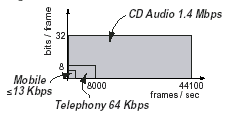 CD Audio 1.4 Mbps
bits / frame
32
8
Mobile
≤13 Kbps
8000
44100
frames / sec
Telephony 64 Kbps